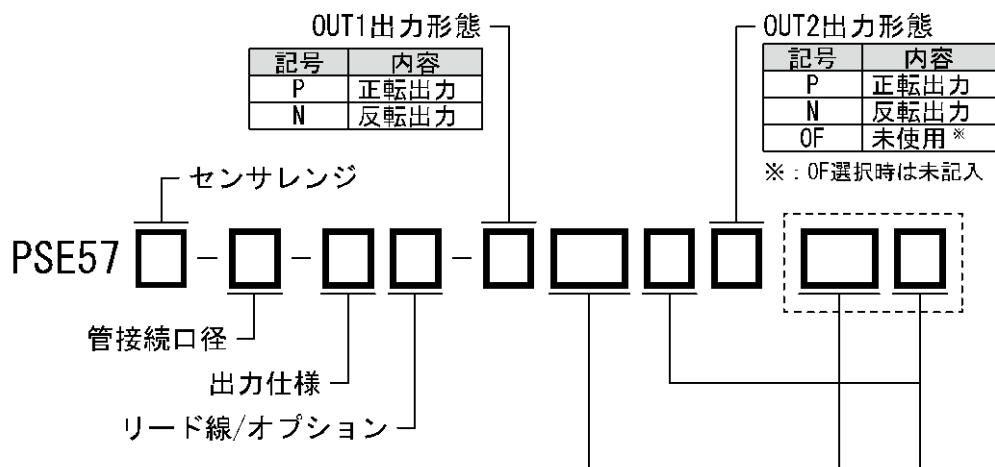 OUT1出力形態
記号 内容
P 正転出力
N 反転出力
OUT2出力形態
記号 内容
P 正転出力
N 反転出力
OF 未使用※
※：OF選択時は未記入
センサレンジ
PSE57 - - -
管接続口径
出力仕様
リード線/オプション